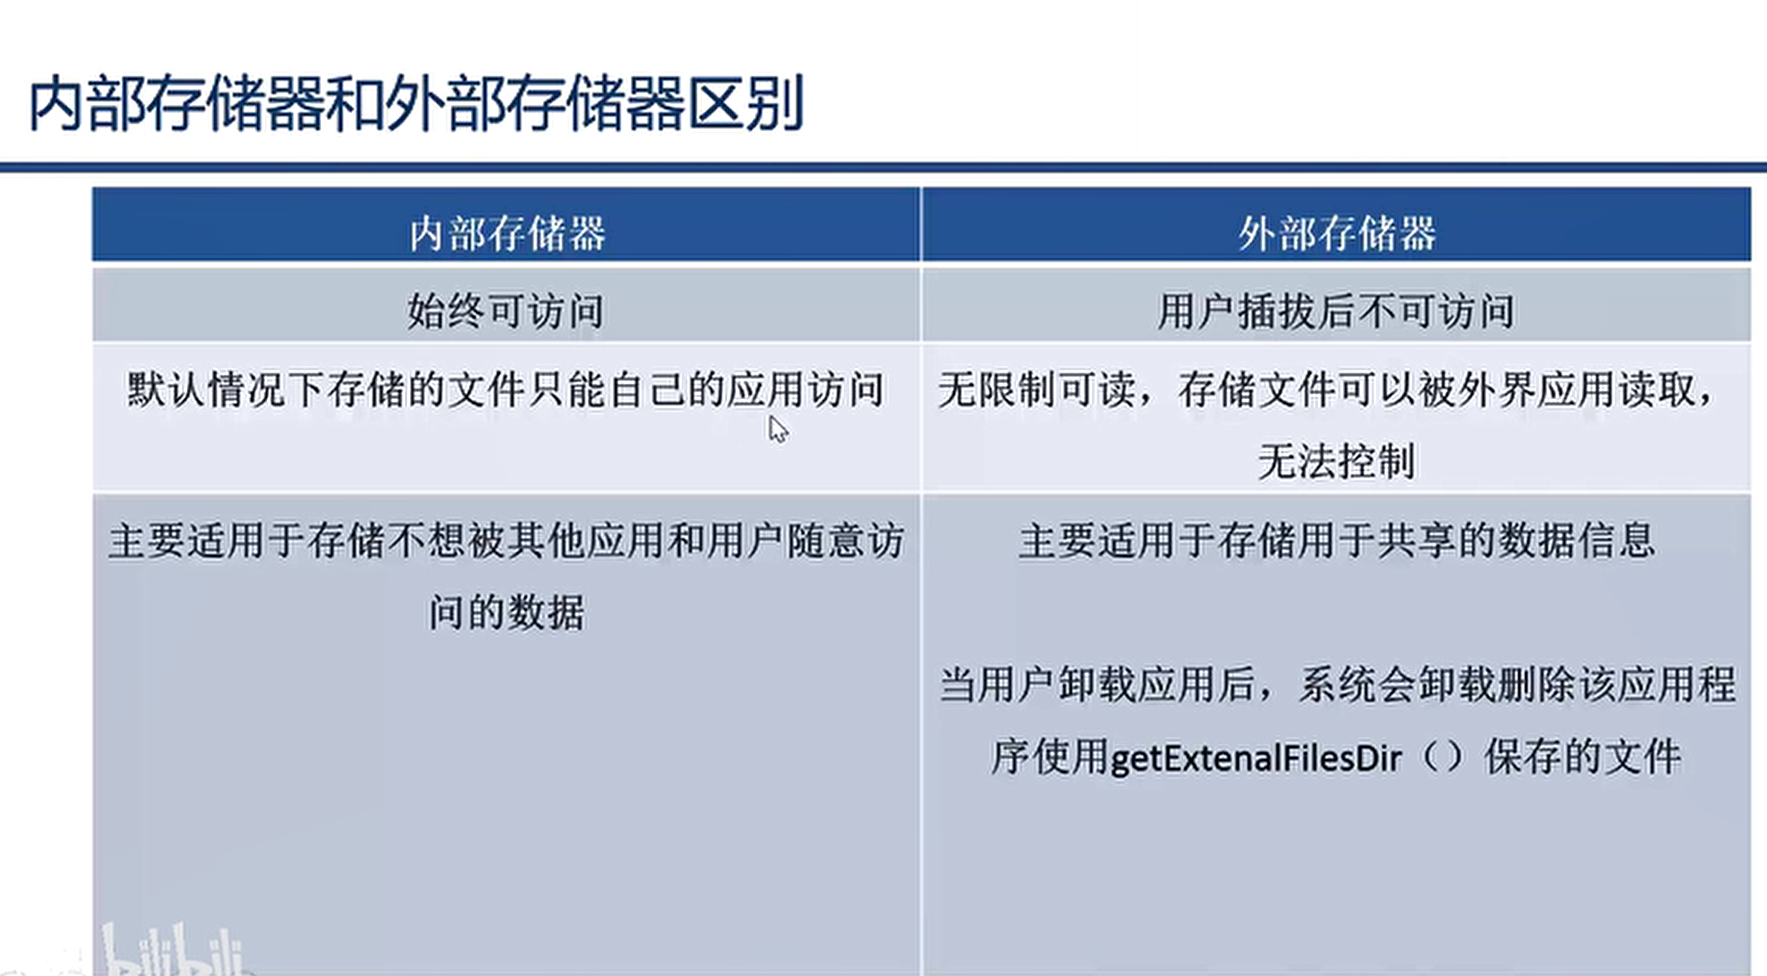 内部存储器和外部存储器区别
内部存储器
外部存储器
始终可访问
用户插拔后不可访问
默认情况下存储的文件只能自己的应用访问
无限制可读，存储文件可以被外界应用读取，
无法控制
主要适用于存储不想被其他应用和用户随意访
问的数据
主要适用于存储用于共享的数据信息
当用户卸载应用后，系统会卸载删除该应用程
序使用getExtenalFilesDir（）保存的文件
bilibili